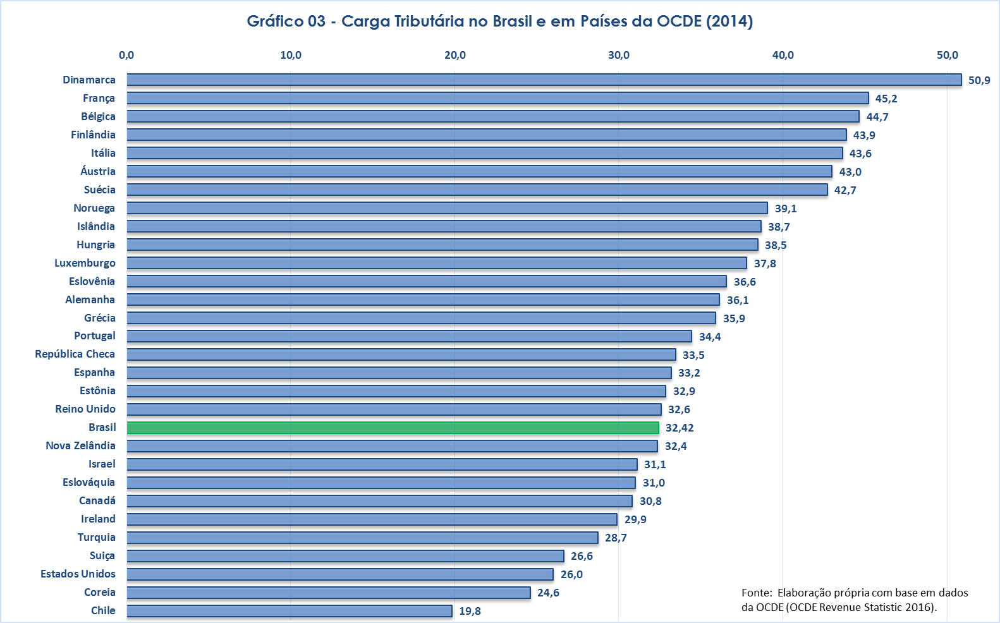 Gráfico 03 - Carga Tributária no Brasil e em Países da OCDE (2014)
0,0 10,0 20,0 30,0 40,0 50,0
Dinamarca 50,9
França 45,2
Bélgica 44,7
Finlândia 43,9
Itália 43,6
Áustria 43,0
Suécia 42,7
Noruega 39,1
Islândia 38,7
Hungria 38,5
Luxemburgo 37,8
Eslovênia 36,6
Alemanha 36,1
Grécia 35,9
Portugal 34,4
República Checa 33,5
Espanha 33,2
Estônia 32,9
Reino Unido 32,6
Brasil 32,42
Nova Zelândia 32,4
Israel 31,1
Eslováquia 31,0
Canadá 30,8
Ireland 29,9
Turquia 28,7
Suiça 26,6
Estados Unidos 26,0
Coreia 24,6
Chile 19,8
Fonte: Elaboração própria com base em dados
da OCDE (OCDE Revenue Statistic 2016).